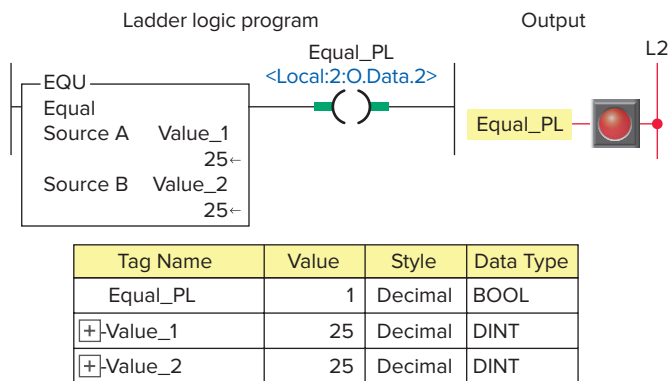 Ladder logic program
Output
Equal_PL
<Local:2:O.Data.2>
L2
EQU
Equal
Source A Value_1
25←
Source B Value_2
25←
Equal_PL
Tag Name Value Style Data Type
Equal_PL 1 Decimal BOOL
+-Value_1 25 Decimal DINT
+-Value_2 25 Decimal DINT